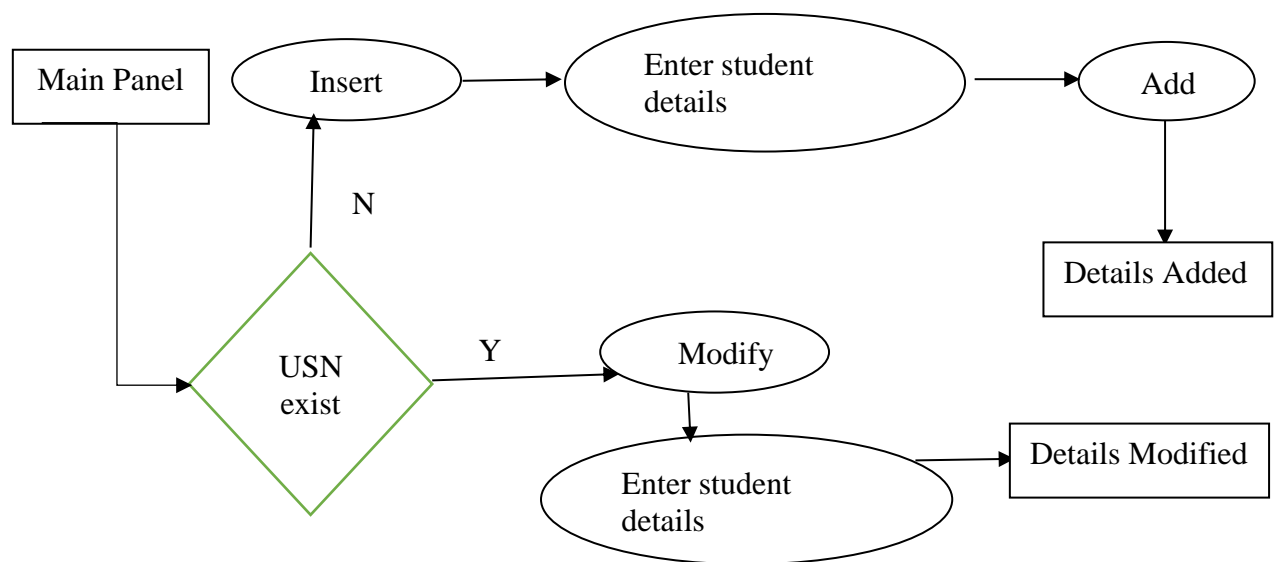 Main Panel
Insert
Enter student
details
Add
N
Details Added
USN
exist
Y
Modify
Enter student
details
Details Modified